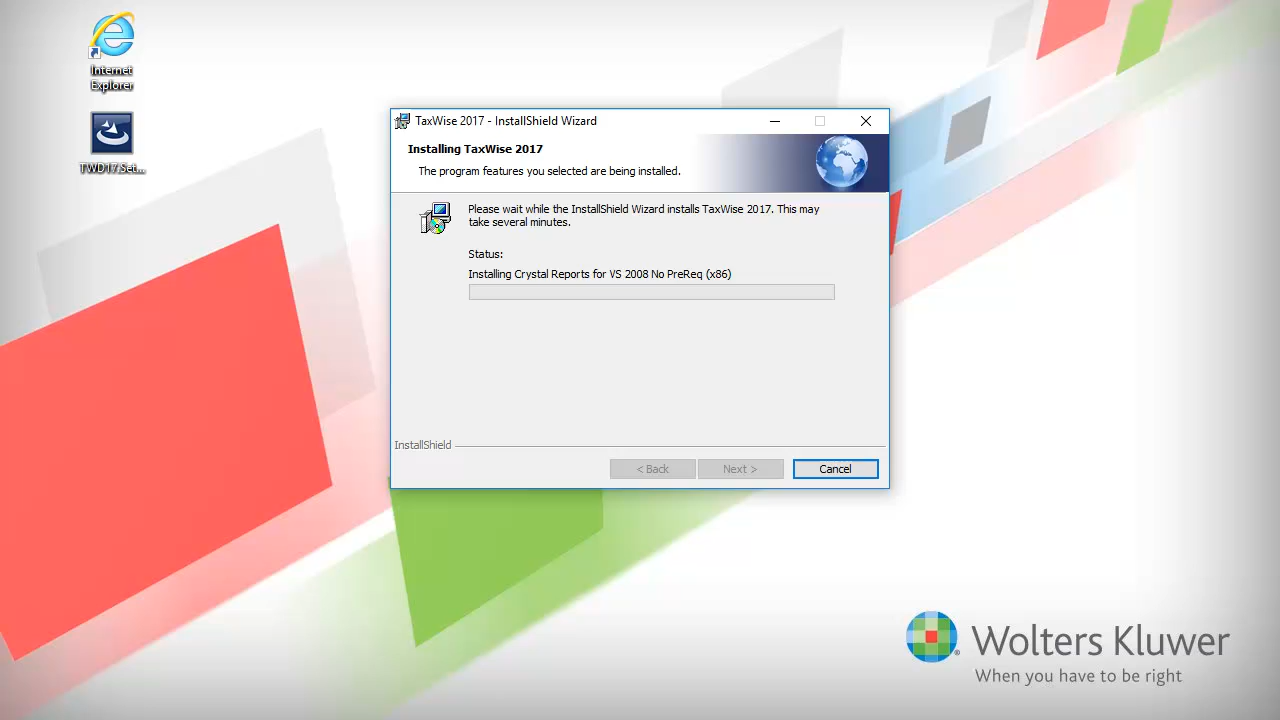 Internet
Explorer
TWD17.Set...
TaxWise 2017 - InstallShield Wizard
Installing TaxWise 2017
The program features you selected are being installed.
Please wait while the InstallShield Wizard installs TaxWise 2017. This may
take several minutes.
Status:
Installing Crystal Reports for VS 2008 No PreReq (x86)
InstallShield
< Back
Next >
Cancel
Wolters Kluwer
When you have to be right